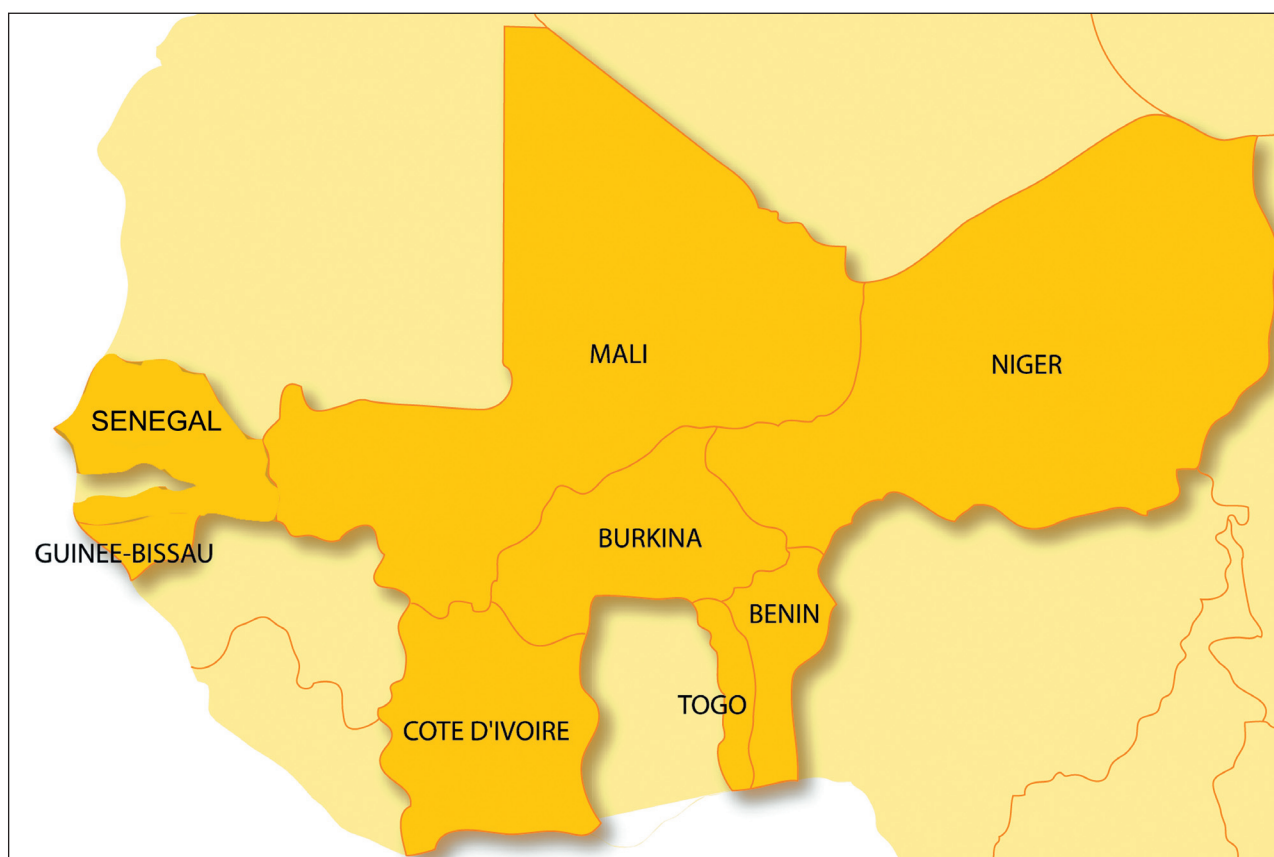 MALI
NIGER
SENEGAL
BURKINA
GUINEE-BISSAU
BENIN
TOGO
COTE D'IVOIRE